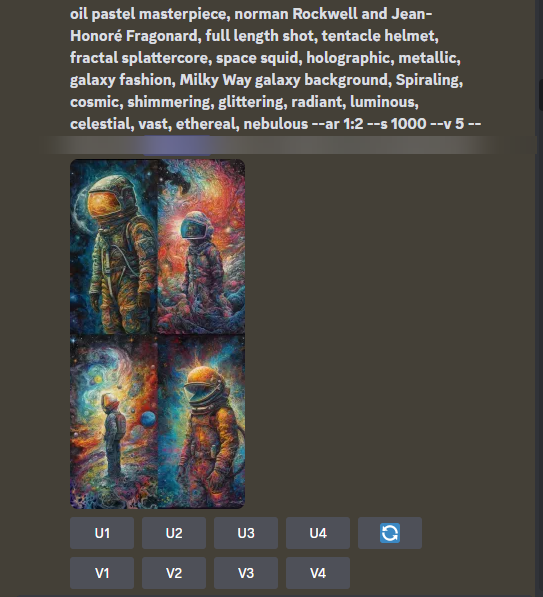 oil pastel masterpiece, norman Rockwell and Jean-
Honoré Fragonard, full length shot, tentacle helmet,
fractal splattercore, space squid, holographic, metallic,
galaxy fashion, Milky Way galaxy background, Spiraling,
cosmic, shimmering, glittering, radiant, luminous,
celestial, vast, ethereal, nebulous --ar 1:2 --s 1000 --v 5 --
U1 U2 U3 U4
V1 V2 V3 V4